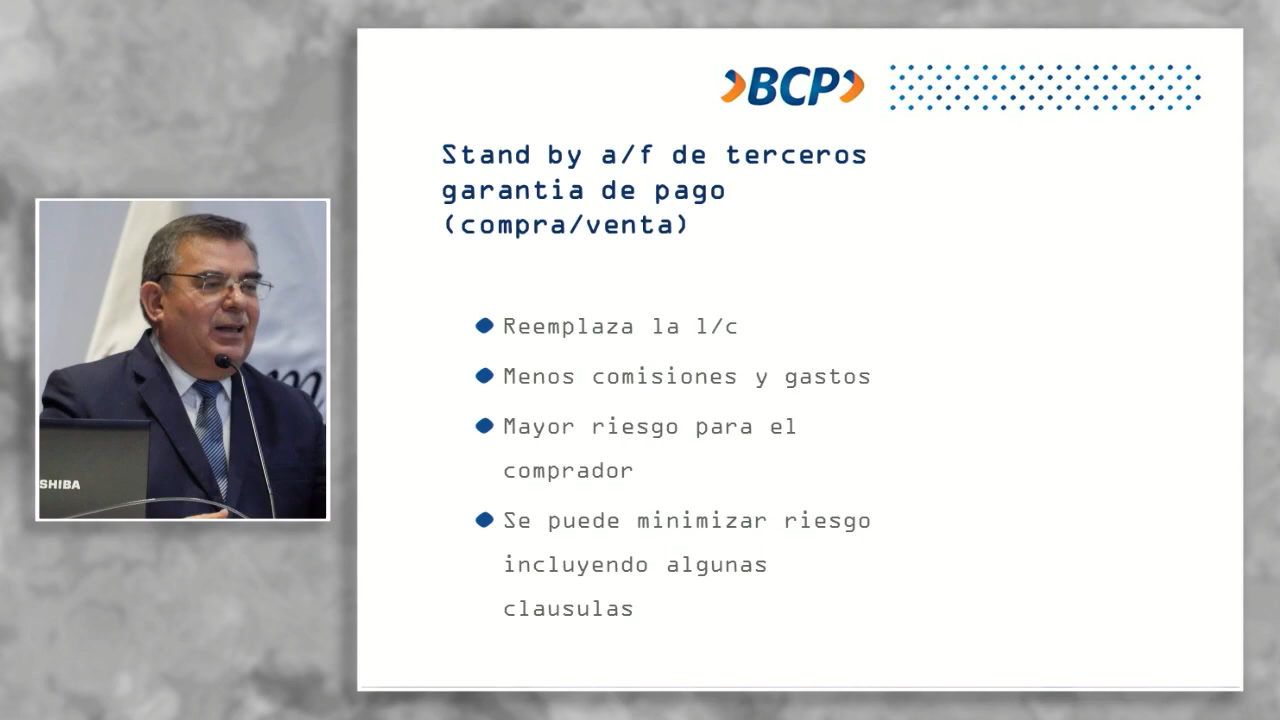 BCP
Stand by a/f de terceros
garantia de pago
(compra/venta)
Reemplaza la l/c
Menos comisiones y gastos
Mayor riesgo para el
comprador
Se puede minimizar riesgo
incluyendo algunas
clausulas
SHIBA